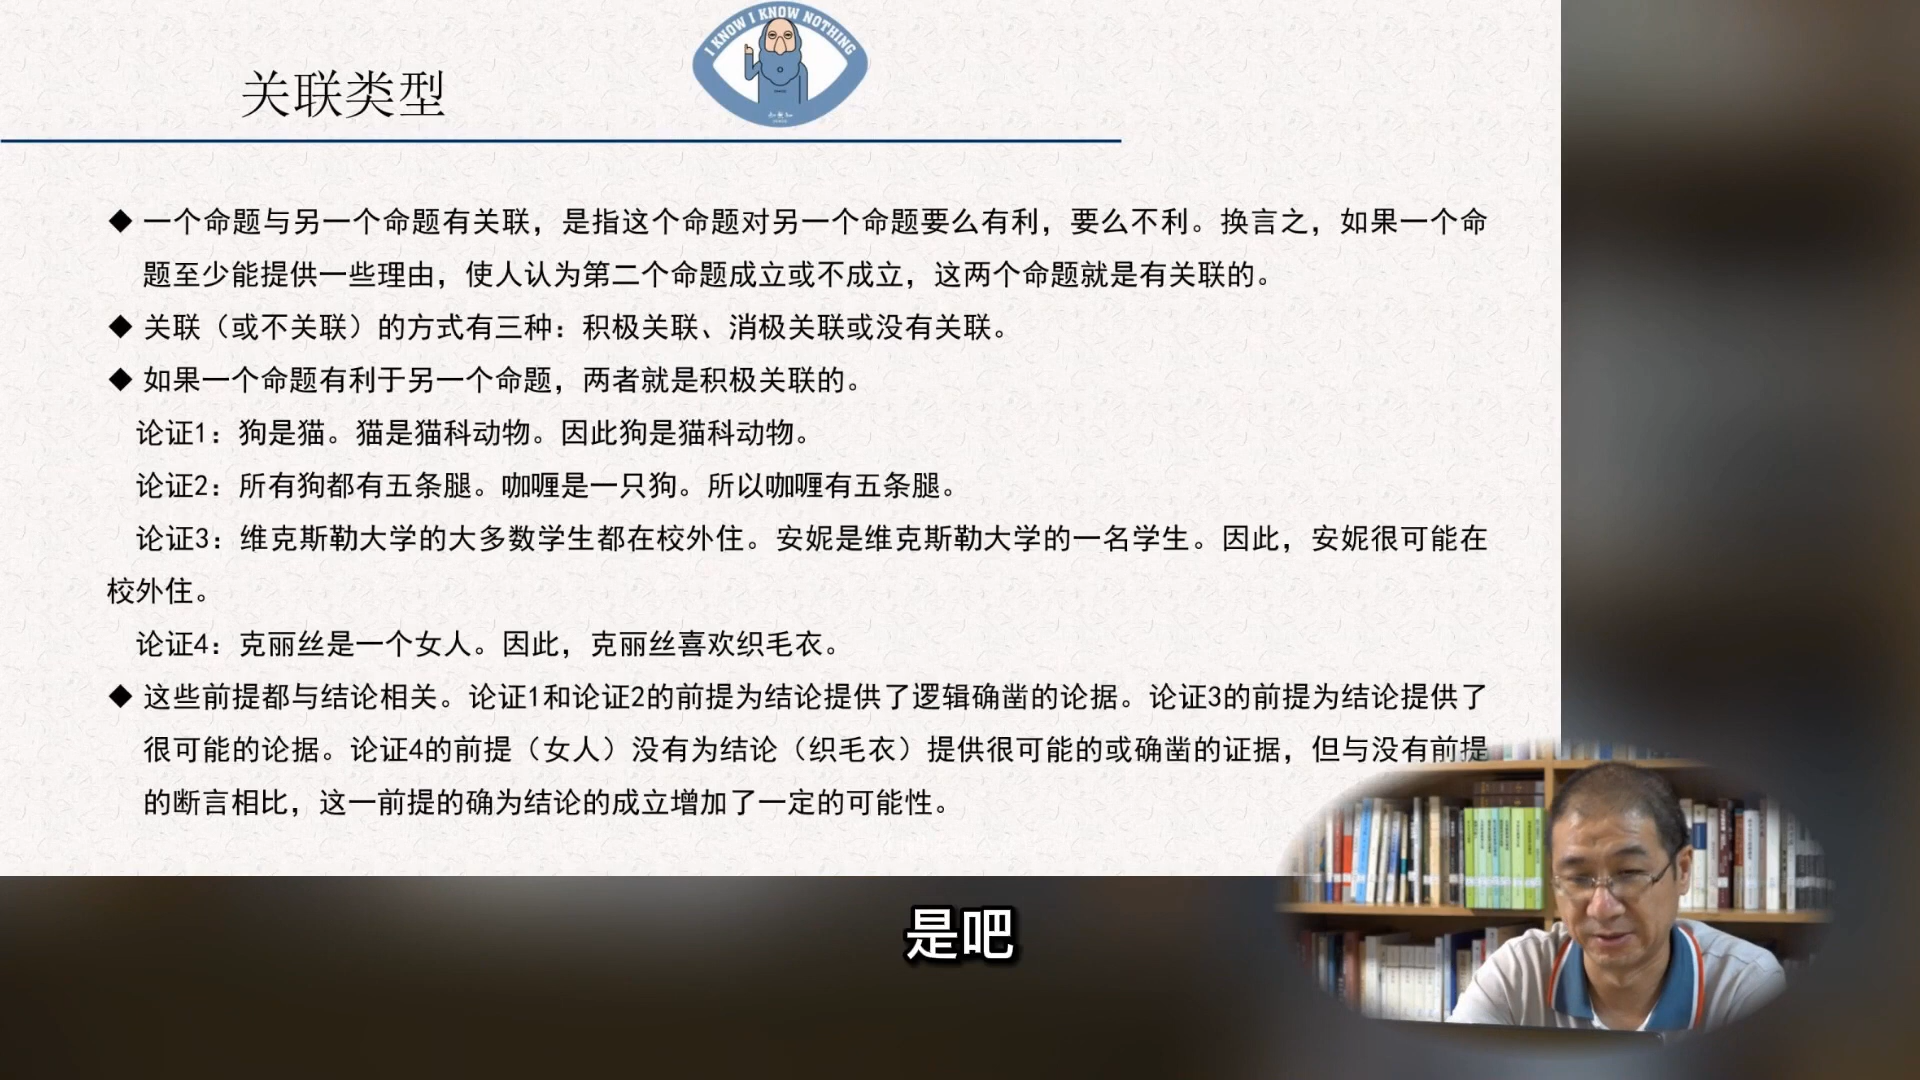 I KNOW I KNOW NOTHING
关联类型
◆ 一个命题与另一个命题有关联，是指这个命题对另一个命题要么有利，要么不利。换言之，如果一个命
题至少能提供一些理由，使人认为第二个命题成立或不成立，这两个命题就是有关联的。
◆ 关联（或不关联）的方式有三种：积极关联、消极关联或没有关联。
◆ 如果一个命题有利于另一个命题，两者就是积极关联的。
论证1：狗是猫。猫是猫科动物。因此狗是猫科动物。
论证2：所有狗都有五条腿。咖喱是一只狗。所以咖喱有五条腿。
论证3：维克斯勒大学的大多数学生都在校外住。安妮是维克斯勒大学的一名学生。因此，安妮很可能在
校外住。
论证4：克丽丝是一个女人。因此，克丽丝喜欢织毛衣。
◆ 这些前提都与结论相关。论证1和论证2的前提为结论提供了逻辑确凿的论据。论证3的前提为结论提供了
很可能的论据。论证4的前提（女人）没有为结论（织毛衣）提供很可能的或确凿的证据，但与没有前提
的断言相比，这一前提的确为结论的成立增加了一定的可能性。
是吧